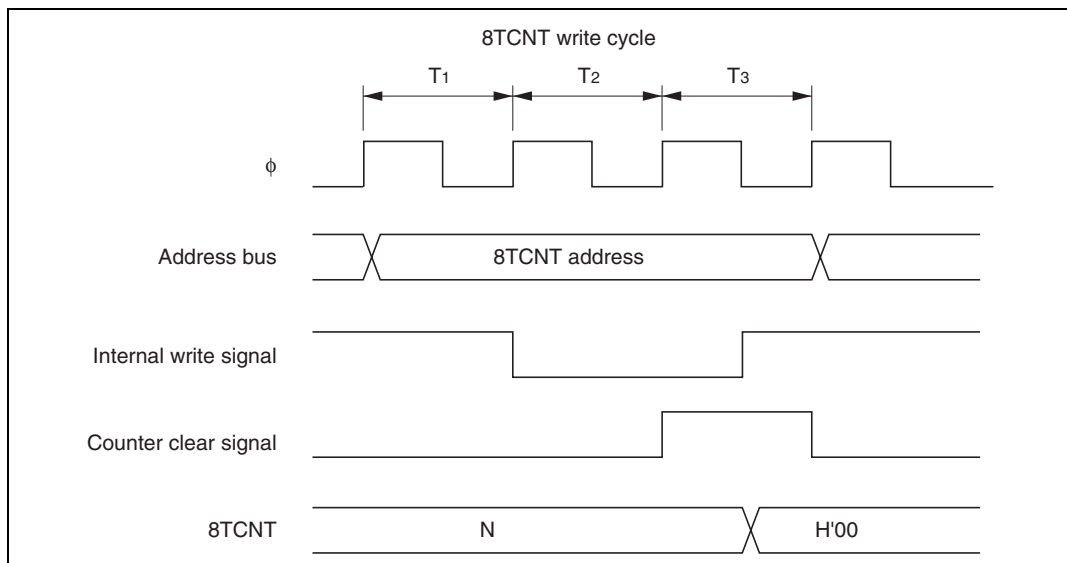 8TCNT write cycle
T1 T2 T3
ϕ
Address bus 8TCNT address
Internal write signal
Counter clear signal
8TCNT N H'00